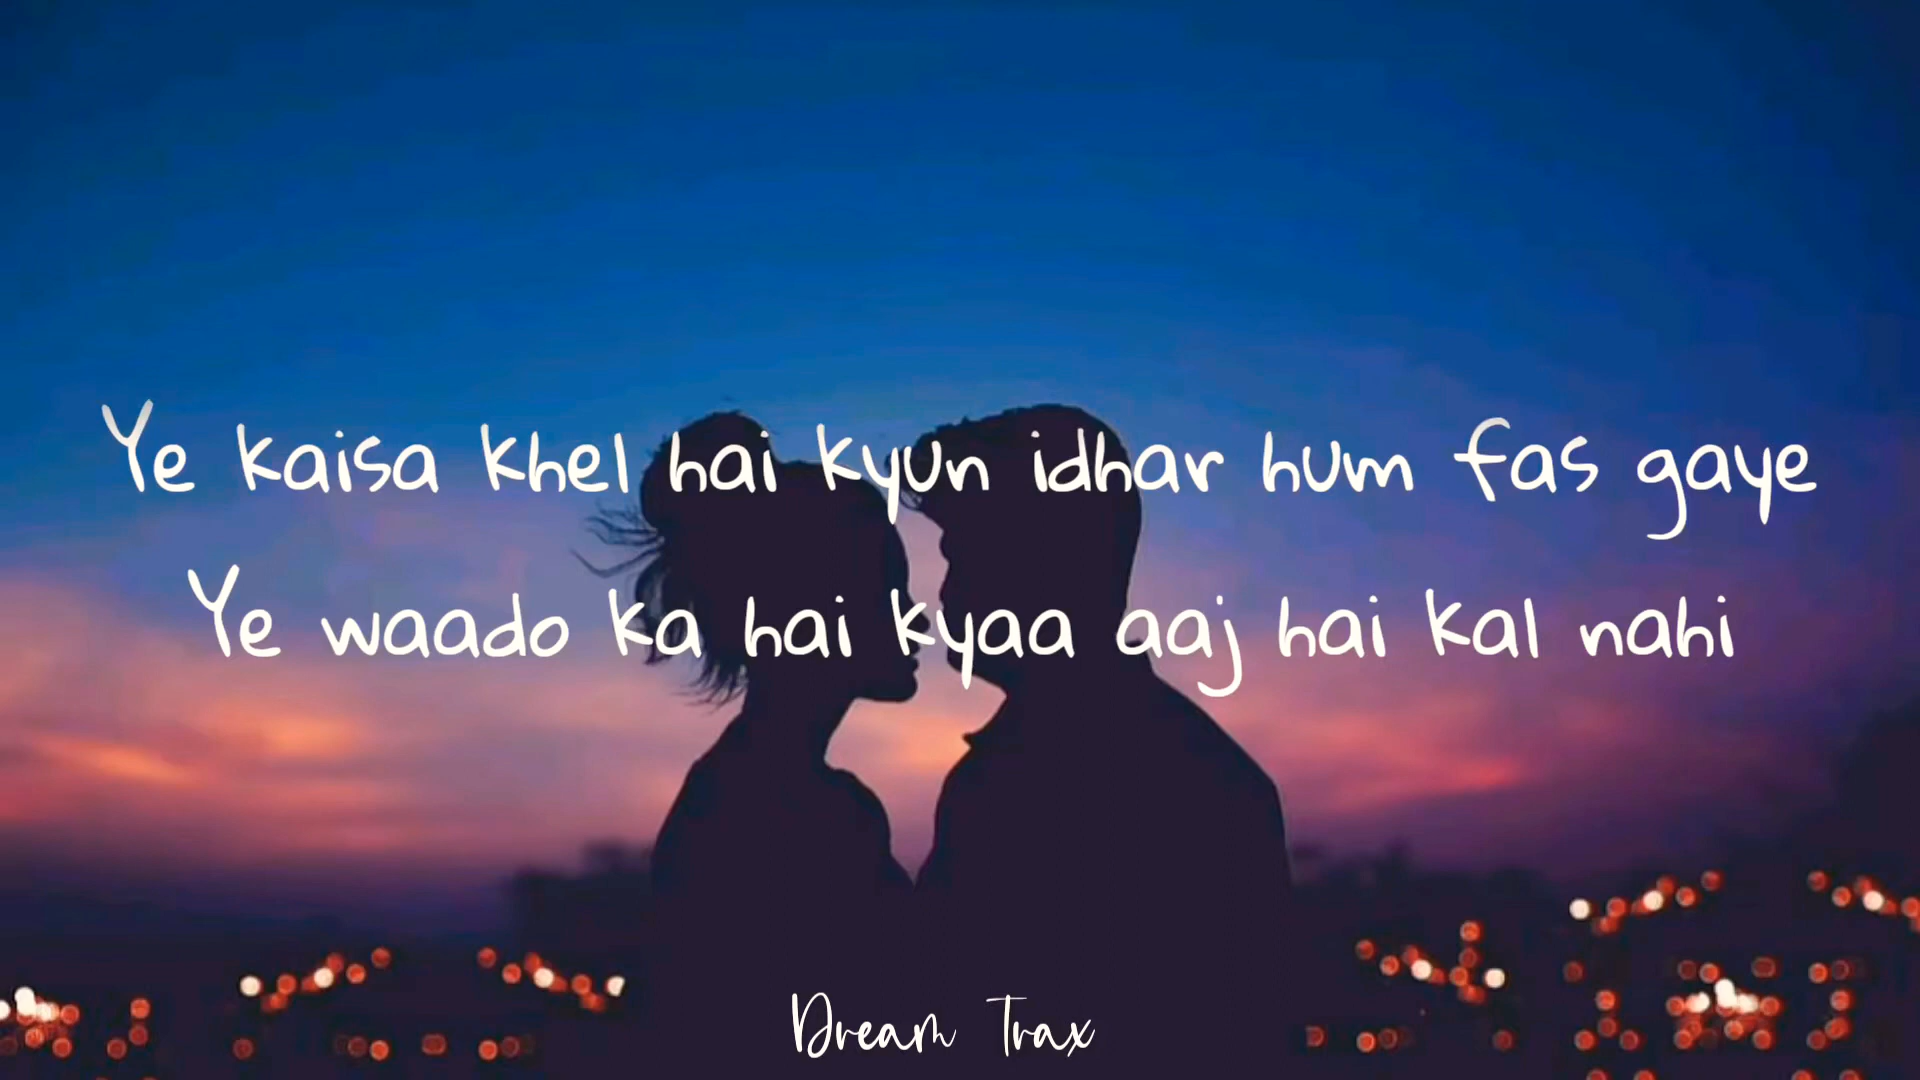 Ye kaisa khel hai kyun idhar hum fas gaye
Ye waado ka hai kyaa aaj hai kal nahi
Dream Trax